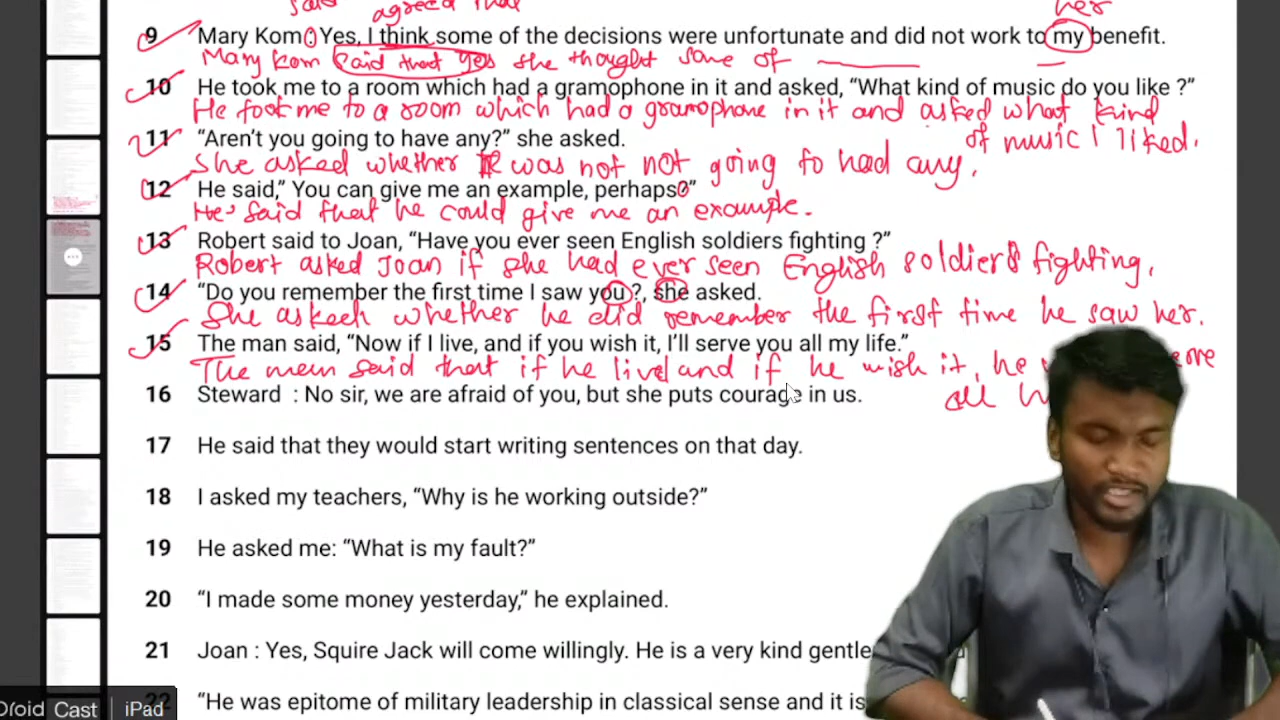 said agreed that her
9 Mary Kom : Yes, I think some of the decisions were unfortunate and did not work to my benefit.
Mary Kom said that yes she thought some of
10 He took me to a room which had a gramophone in it and asked, “What kind of music do you like ?”
He took me to a room which had a gramophone in it and asked what kind
of music I liked.
11 “Aren’t you going to have any?” she asked.
She asked whether was not not going to had any.
12 He said,” You can give me an example, perhaps?”
He said that he could give me an example.
13 Robert said to Joan, “Have you ever seen English soldiers fighting ?”
Robert asked Joan if she had ever seen English soldiers fighting.
14 “Do you remember the first time I saw you ?, she asked.
She asked whether he did remember the first time he saw her.
15 The man said, “Now if I live, and if you wish it, I’ll serve you all my life.”
The man said that if he lived and if he wish it, he
all
16 Steward : No sir, we are afraid of you, but she puts courage in us.
17 He said that they would start writing sentences on that day.
18 I asked my teachers, “Why is he working outside?”
19 He asked me: “What is my fault?”
20 “I made some money yesterday,” he explained.
21 Joan : Yes, Squire Jack will come willingly. He is a very kind gentle
22 “He was epitome of military leadership in classical sense and it is
Cast iPad